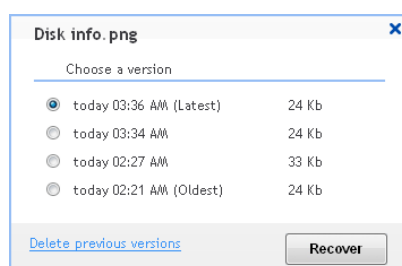 Disk info.png
Choose a version
today 03:36 AM (Latest) 24 Kb
today 03:34 AM 24 Kb
today 02:27 AM 33 Kb
today 02:21 AM (Oldest) 24 Kb
Delete previous versions Recover